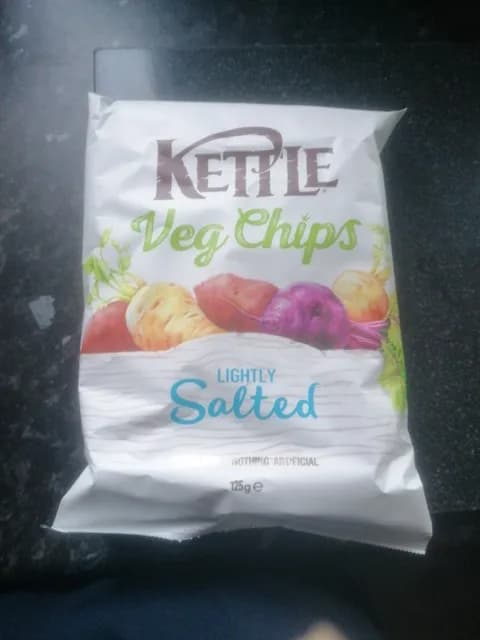 KETTLE
Veg Chips
LIGHTLY
Salted
NOTHING ARTIFICIAL
125g e